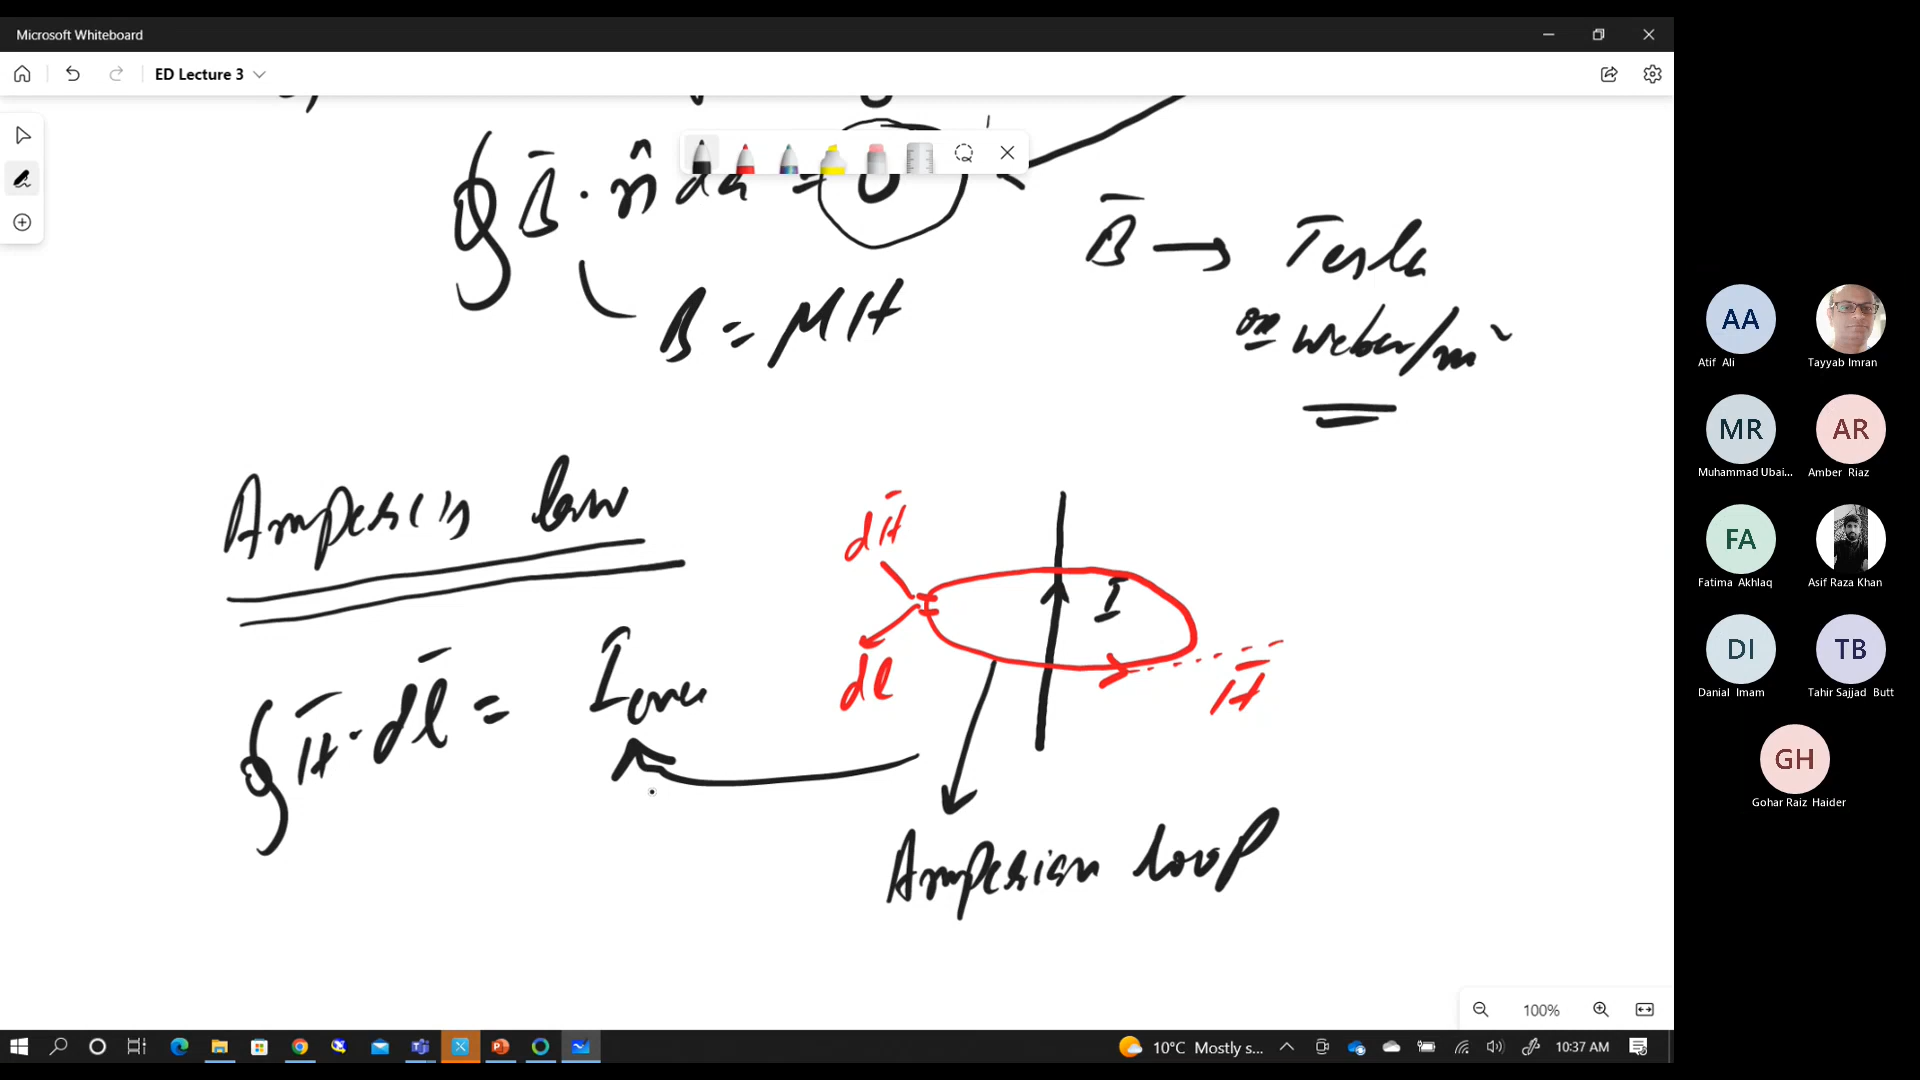 Microsoft Whiteboard
ED Lecture 3
∮ B̄ · n̂ da = 0
B = μH
B̄ → Tesla
or weber/m²
Ampere's law
∮ H̄ · dl̄ = I
dH̄
dl̄
I
H̄
Amperian loop
AA
Atif Ali
Tayyab Imran
MR
Muhammad Ubai...
AR
Amber Riaz
FA
Fatima Akhlaq
Asif Raza Khan
DI
Danial Imam
TB
Tahir Sajjad Butt
GH
Gohar Raiz Haider
100%
10°C Mostly s...
10:37 AM